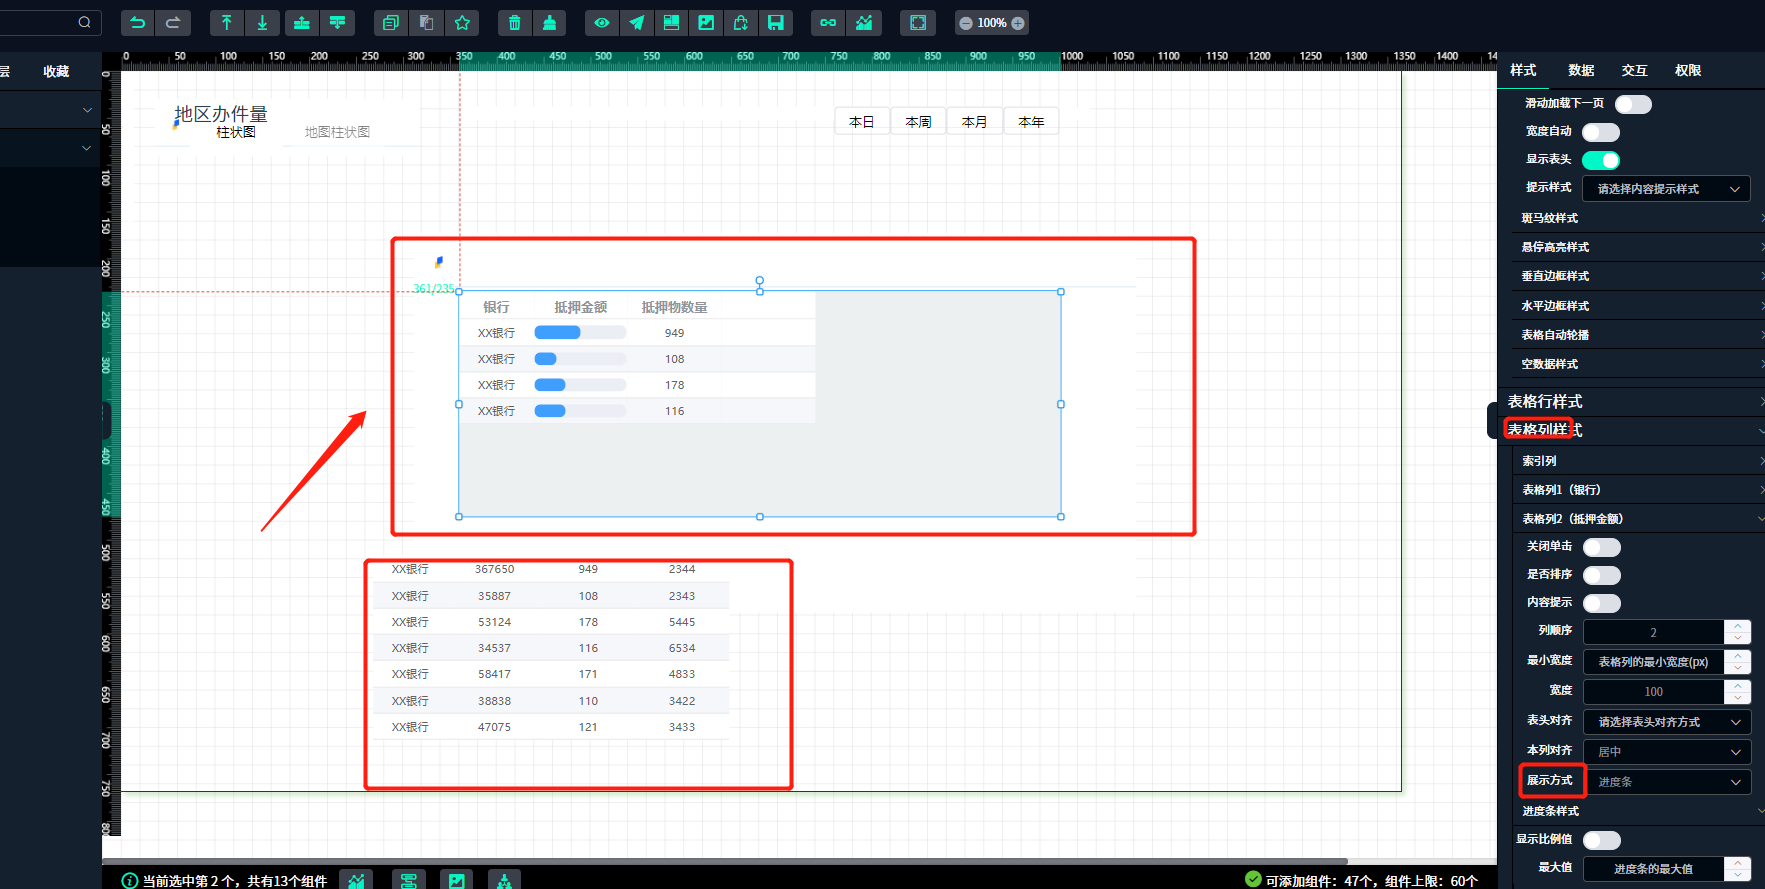 100%
层 收藏
0 50 100 150 200 250 300 350 400 450 500 550 600 650 700 750 800 850 900 950 1000 1050 1100 1150 1200 1250 1300 1350 1400 14
0
50
100
150
200
250
300
350
400
450
500
550
600
650
700
750
80
地区办件量
柱状图 地图柱状图
本日 本周 本月 本年
361/235
银行 抵押金额 抵押物数量
XX银行 949
XX银行 108
XX银行 178
XX银行 116
XX银行 367650 949 2344
XX银行 35887 108 2343
XX银行 53124 178 5445
XX银行 34537 116 6534
XX银行 58417 171 4833
XX银行 38838 110 3422
XX银行 47075 121 3433
样式 数据 交互 权限
滑动加载下一页
宽度自动
显示表头
提示样式 请选择内容提示样式
斑马纹样式
悬停高亮样式
垂直边框样式
水平边框样式
表格自动轮播
空数据样式
表格行样式
表格列样式
索引列
表格列1（银行）
表格列2（抵押金额）
关闭单击
是否排序
内容提示
列顺序 2
最小宽度 表格列的最小宽度(px)
宽度 100
表头对齐 请选择表头对齐方式
本列对齐 居中
展示方式 进度条
进度条样式
显示比例值
最大值 进度条的最大值
当前选中第 2 个，共有13个组件
可添加组件：47个，组件上限：60个